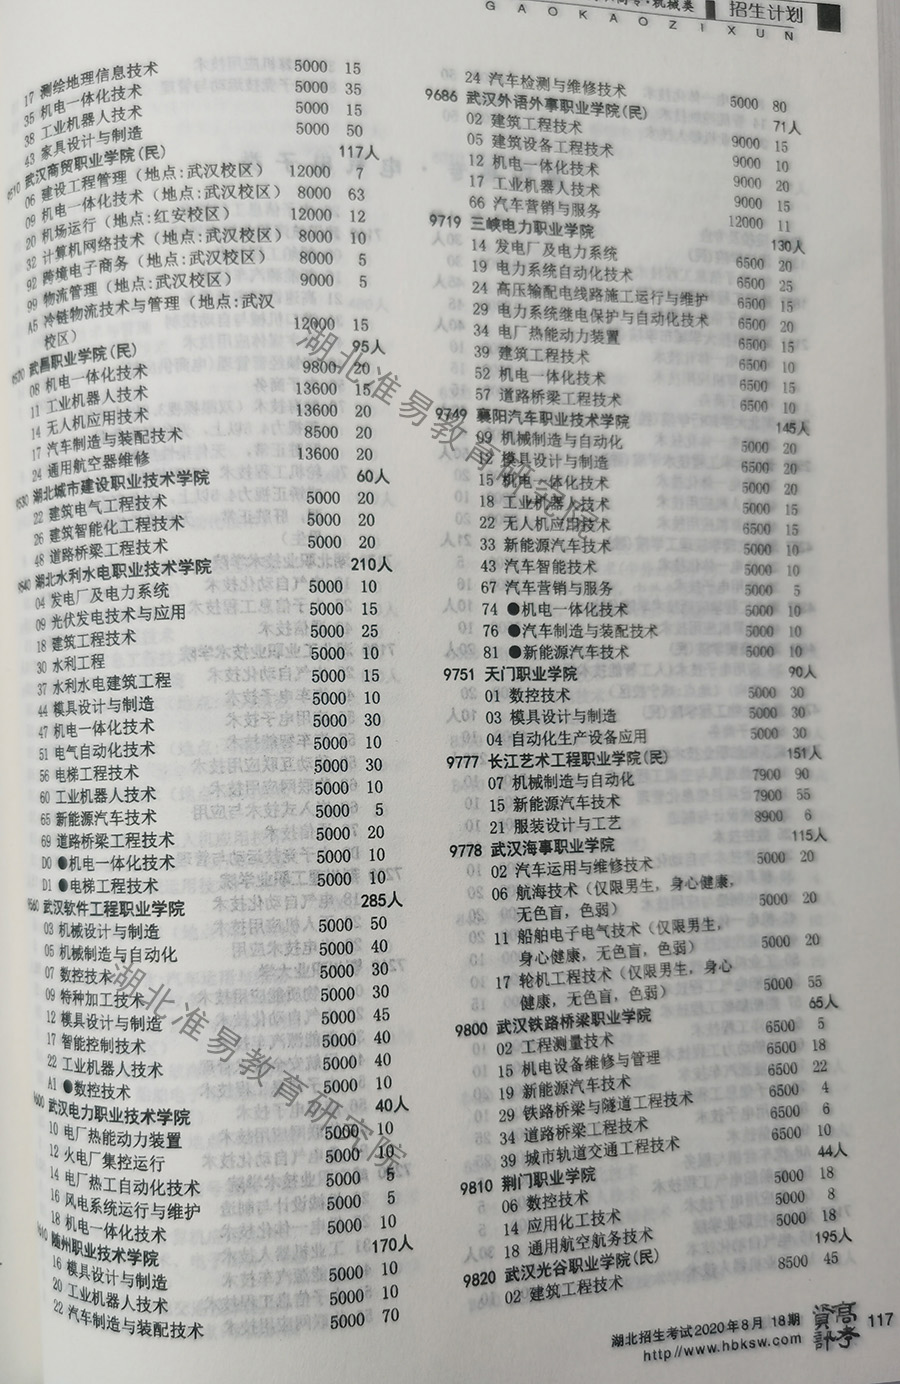 高专·机械类 招生计划
GAOKAOZIXUN
17 测绘地理信息技术 5000 15
35 机电一体化技术 5000 35
38 工业机器人技术 5000 15
43 家具设计与制造 5000 50
武汉商贸职业学院(民) 117人
06 建设工程管理(地点:武汉校区) 12000 7
09 机电一体化技术(地点:武汉校区) 8000 63
20 机场运行(地点:红安校区) 12000 12
32 计算机网络技术(地点:武汉校区) 8000 10
92 跨境电子商务(地点:武汉校区) 8000 5
99 物流管理(地点:武汉校区) 9000 5
A5 冷链物流技术与管理(地点:武汉
校区) 12000 15
武昌职业学院(民) 95人
08 机电一体化技术 9800 20
11 工业机器人技术 13600 15
14 无人机应用技术 13600 20
17 汽车制造与装配技术 8500 20
24 通用航空器维修 13600 20
湖北城市建设职业技术学院 60人
22 建筑电气工程技术 5000 20
26 建筑智能化工程技术 5000 20
48 道路桥梁工程技术 5000 20
湖北水利水电职业技术学院 210人
04 发电厂及电力系统 5000 10
09 光伏发电技术与应用 5000 15
18 建筑工程技术 5000 25
30 水利工程 5000 10
37 水利水电建筑工程 5000 15
44 模具设计与制造 5000 10
47 机电一体化技术 5000 30
51 电气自动化技术 5000 10
56 电梯工程技术 5000 30
60 工业机器人技术 5000 10
65 新能源汽车技术 5000 5
69 道路桥梁工程技术 5000 20
D0 ●机电一体化技术 5000 10
D1 ●电梯工程技术 5000 10
武汉软件工程职业学院 285人
03 机械设计与制造 5000 50
05 机械制造与自动化 5000 40
07 数控技术 5000 30
09 特种加工技术 5000 30
12 模具设计与制造 5000 45
17 智能控制技术 5000 40
22 工业机器人技术 5000 40
A1 ●数控技术 5000 10
武汉电力职业技术学院 40人
10 电厂热能动力装置 5000 10
12 火电厂集控运行 5000 10
14 电厂热工自动化技术 5000 5
16 风电系统运行与维护 5000 5
18 机电一体化技术 5000 10
随州职业技术学院 170人
16 模具设计与制造 5000 10
20 工业机器人技术 5000 10
22 汽车制造与装配技术 5000 70
24 汽车检测与维修技术 5000 80
9686 武汉外语外事职业学院(民) 71人
02 建筑工程技术 9000 15
05 建筑设备工程技术 9000 10
12 机电一体化技术 9000 20
17 工业机器人技术 9000 15
66 汽车营销与服务 12000 11
9719 三峡电力职业学院 130人
14 发电厂及电力系统 6500 20
19 电力系统自动化技术 6500 25
24 高压输配电线路施工运行与维护 6500 15
29 电力系统继电保护与自动化技术 6500 20
34 电厂热能动力装置 6500 15
39 建筑工程技术 6500 10
52 机电一体化技术 6500 15
57 道路桥梁工程技术 6500 10
9749 襄阳汽车职业技术学院 145人
09 机械制造与自动化 5000 20
模具设计与制造 6500 20
15 机电一体化技术 5000 20
18 工业机器人技术 5000 15
22 无人机应用技术 6500 15
33 新能源汽车技术 5000 10
43 汽车智能技术 5000 10
67 汽车营销与服务 5000 5
74 ●机电一体化技术 5000 10
76 ●汽车制造与装配技术 5000 10
81 ●新能源汽车技术 5000 10
9751 天门职业学院 90人
01 数控技术 5000 30
03 模具设计与制造 5000 30
04 自动化生产设备应用 5000 30
9777 长江艺术工程职业学院(民) 151人
07 机械制造与自动化 7900 90
15 新能源汽车技术 7900 55
21 服装设计与工艺 8900 6
9778 武汉海事职业学院 115人
02 汽车运用与维修技术 5000 20
06 航海技术(仅限男生，身心健康，
无色盲，色弱) 5000 20
11 船舶电子电气技术(仅限男生，
身心健康，无色盲，色弱) 5000 20
17 轮机工程技术(仅限男生，身心
健康，无色盲，色弱) 5000 55
9800 武汉铁路桥梁职业学院 65人
02 工程测量技术 6500 5
15 机电设备维修与管理 6500 18
19 新能源汽车技术 6500 22
29 铁路桥梁与隧道工程技术 6500 4
34 道路桥梁工程技术 6500 6
39 城市轨道交通工程技术 6500 10
9810 荆门职业学院 44人
06 数控技术 5000 18
14 应用化工技术 5000 8
18 通用航空航务技术 5000 18
9820 武汉光谷职业学院(民) 195人
02 建筑工程技术 8500 45
湖北招生考试2020年8月 18期
http://www.hbksw.com
117
湖北准易教育研究院
湖北准易教育研究院